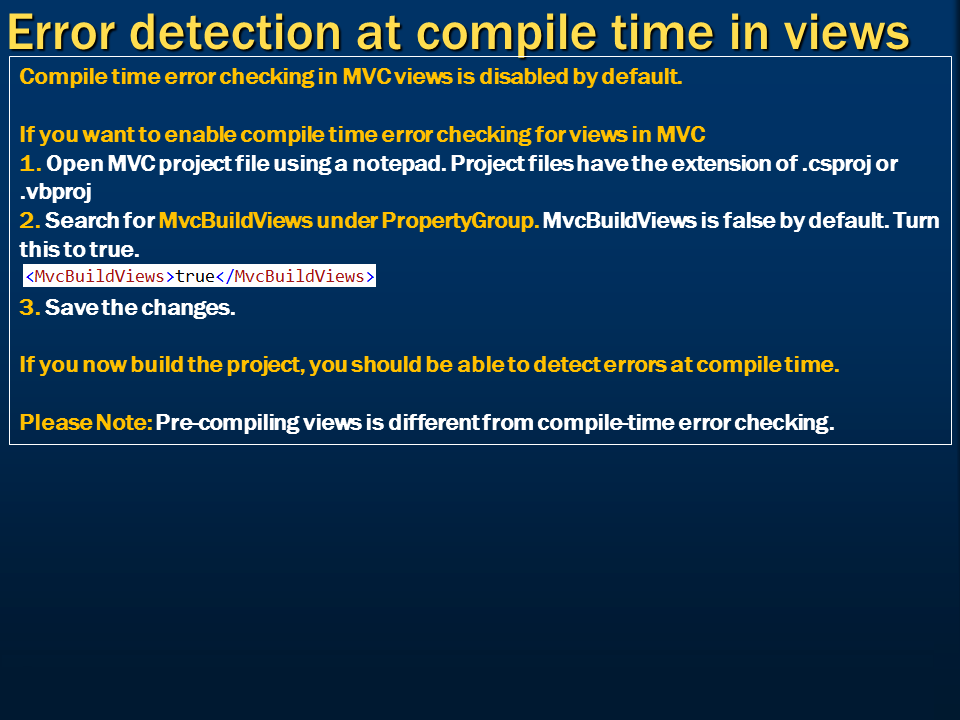 Error detection at compile time in views
Compile time error checking in MVC views is disabled by default.
If you want to enable compile time error checking for views in MVC
1. Open MVC project file using a notepad. Project files have the extension of .csproj or
.vbproj
2. Search for MvcBuildViews under PropertyGroup. MvcBuildViews is false by default. Turn
this to true.
<MvcBuildViews>true</MvcBuildViews>
3. Save the changes.
If you now build the project, you should be able to detect errors at compile time.
Please Note: Pre-compiling views is different from compile-time error checking.